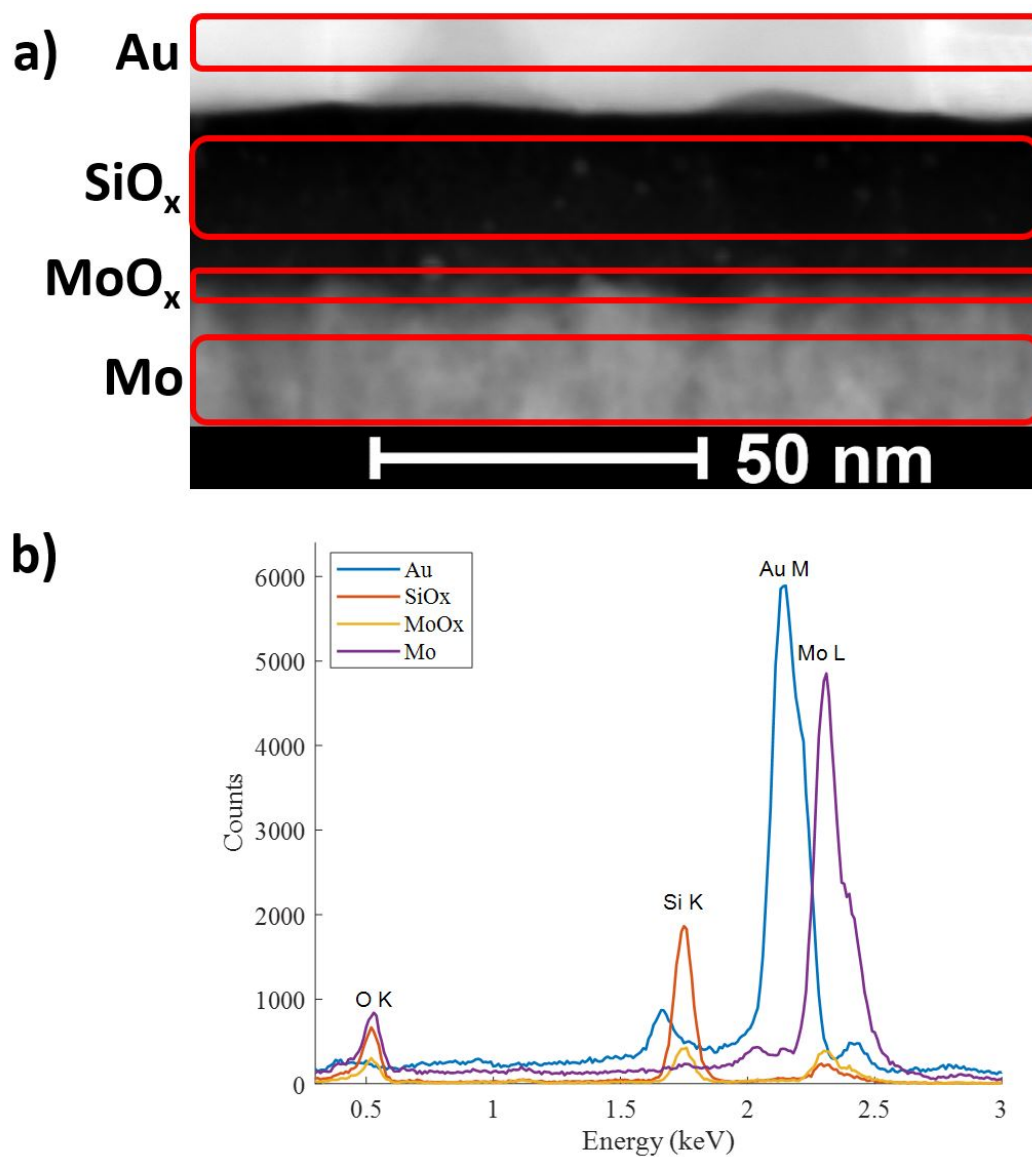 a)
Au
SiOx
MoOx
Mo
50 nm
b)
Au
SiOx
MoOx
Mo
Au M
Mo L
Si K
O K
6000
5000
4000
3000
2000
1000
0
Counts
0.5
1
1.5
2
2.5
3
Energy (keV)